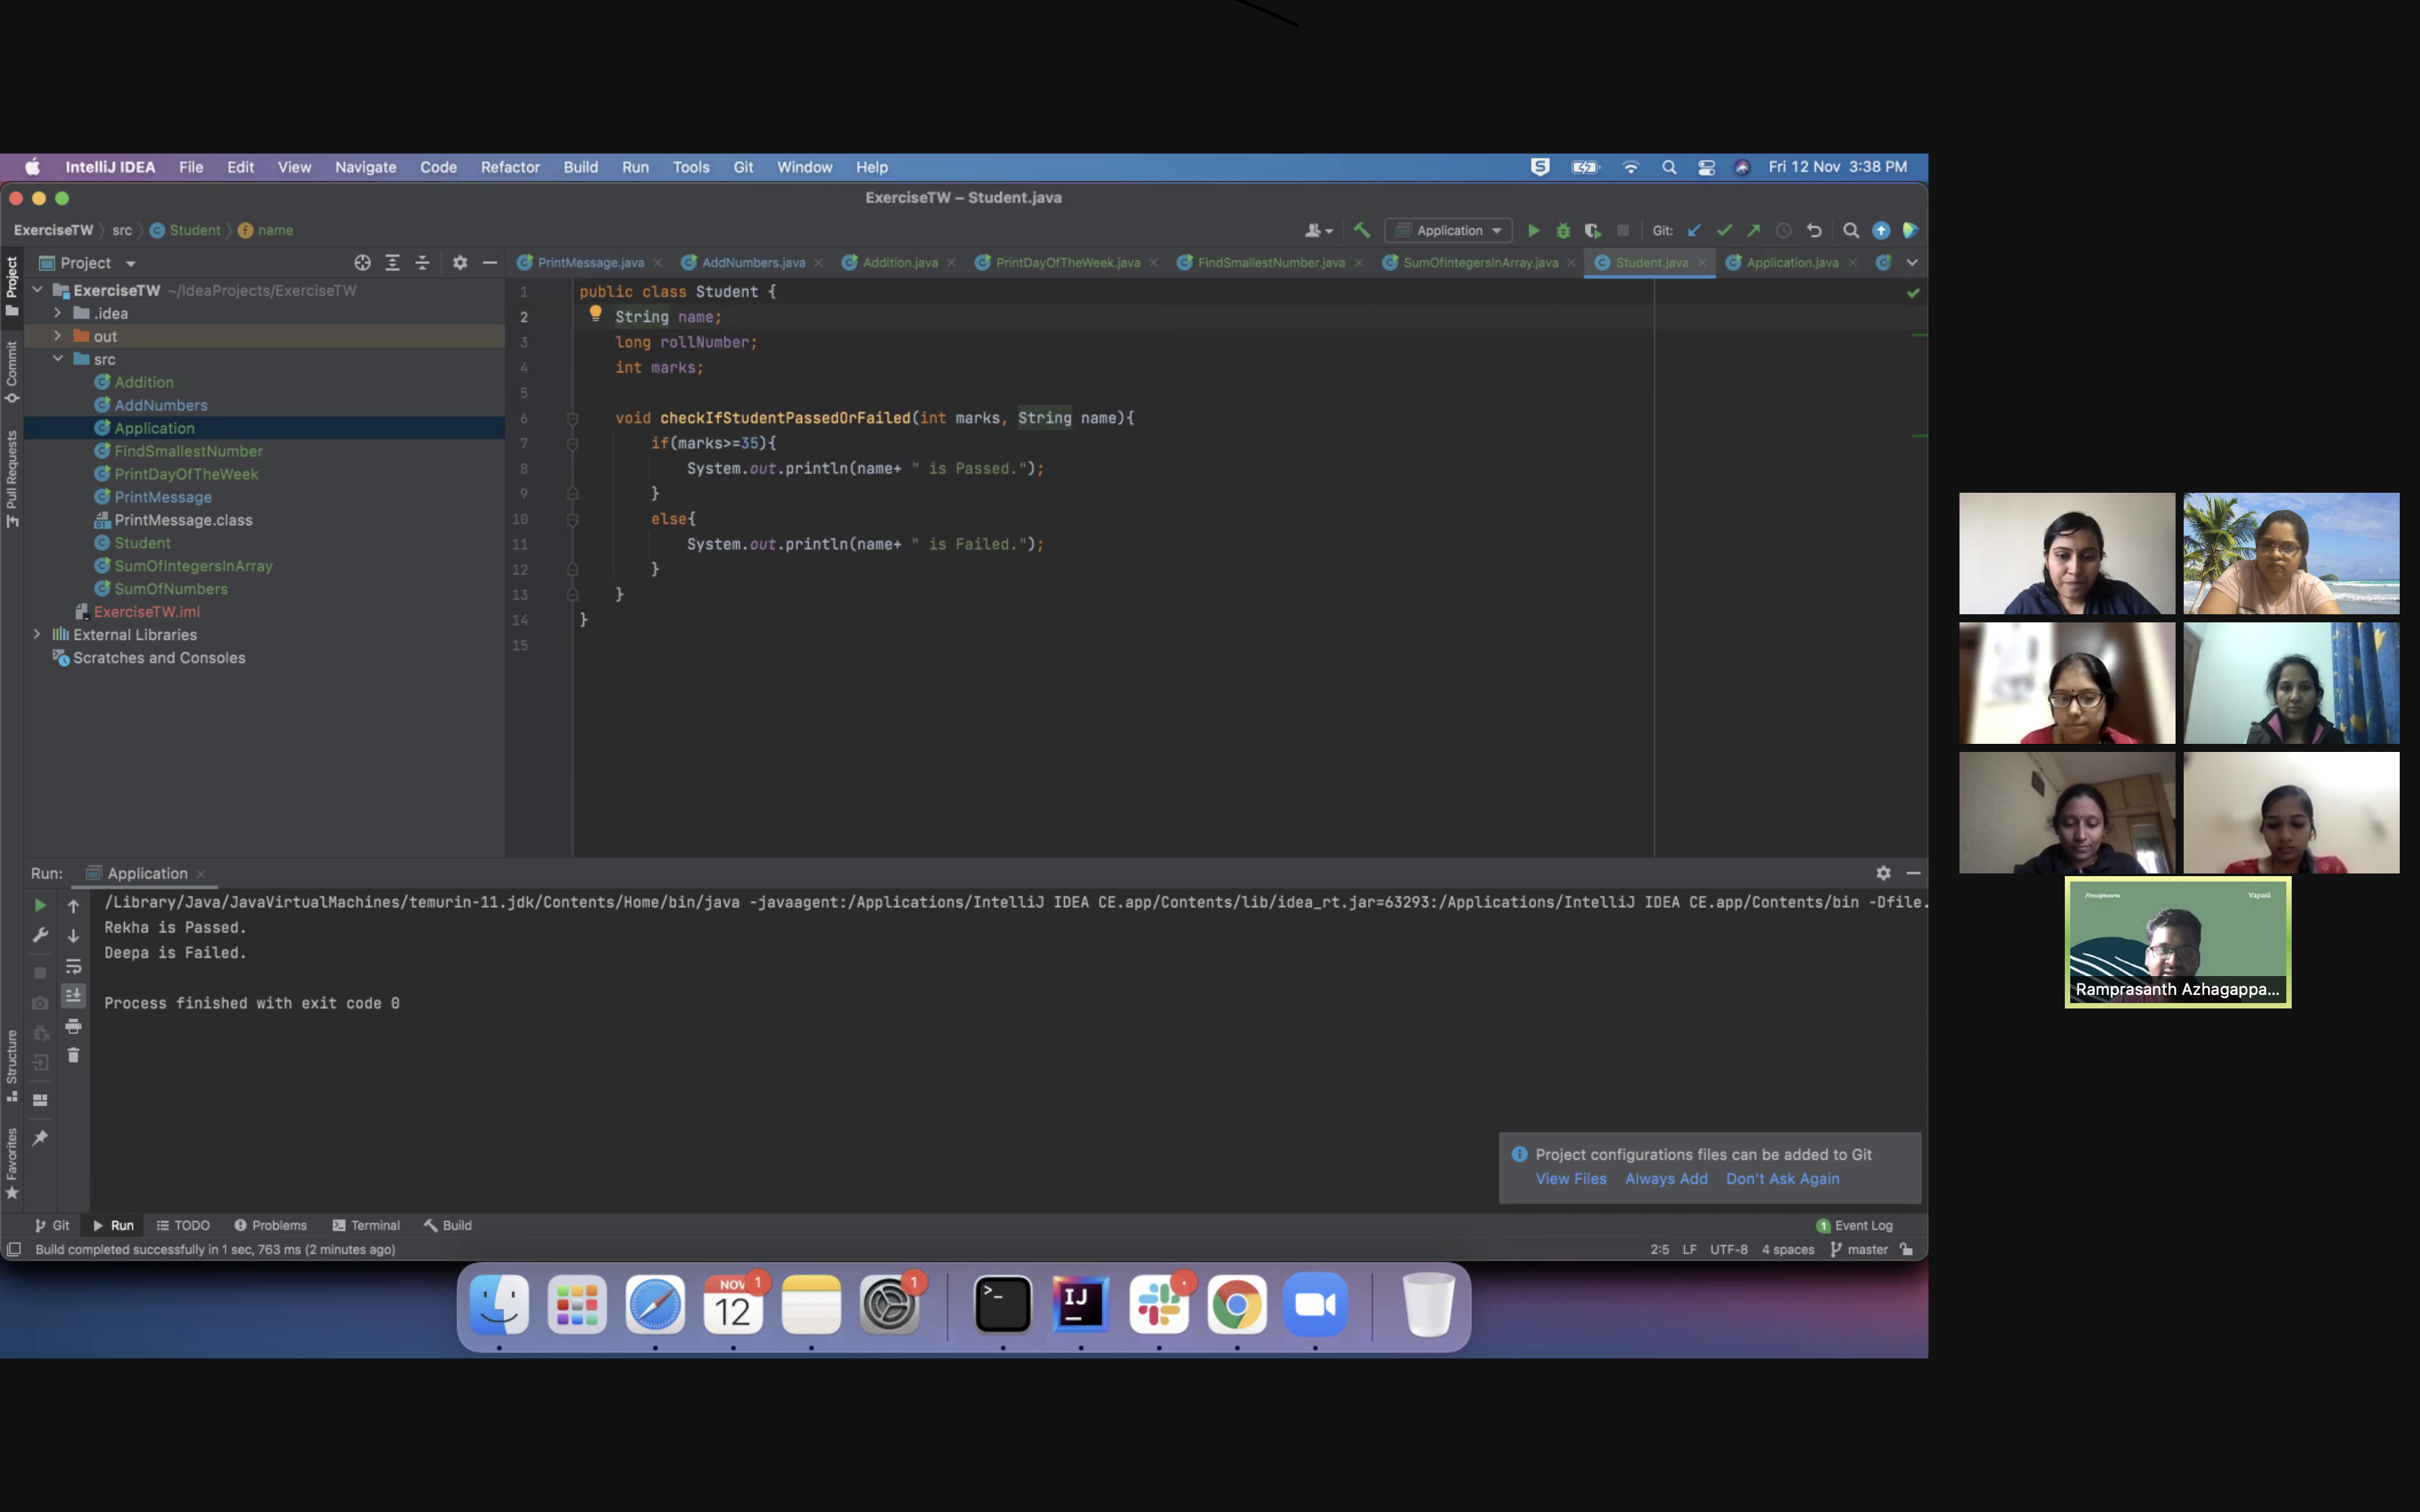 IntelliJ IDEA File Edit View Navigate Code Refactor Build Run Tools Git Window Help Fri 12 Nov 3:38 PM
ExerciseTW – Student.java
ExerciseTW src Student name Application Git:
Project PrintMessage.java AddNumbers.java Addition.java PrintDayOfTheWeek.java FindSmallestNumber.java SumOfIntegersInArray.java Student.java Application.java
Project
Commit
Pull Requests
Structure
Favorites
ExerciseTW ~/IdeaProjects/ExerciseTW
.idea
out
src
Addition
AddNumbers
Application
FindSmallestNumber
PrintDayOfTheWeek
PrintMessage
PrintMessage.class
Student
SumOfIntegersInArray
SumOfNumbers
ExerciseTW.iml
External Libraries
Scratches and Consoles
1 public class Student {
2 String name;
3 long rollNumber;
4 int marks;
5
6 void checkIfStudentPassedOrFailed(int marks, String name){
7 if(marks>=35){
8 System.out.println(name+ " is Passed.");
9 }
10 else{
11 System.out.println(name+ " is Failed.");
12 }
13 }
14 }
15
Run: Application
/Library/Java/JavaVirtualMachines/temurin-11.jdk/Contents/Home/bin/java -javaagent:/Applications/IntelliJ IDEA CE.app/Contents/lib/idea_rt.jar=63293:/Applications/IntelliJ IDEA CE.app/Contents/bin -Dfile.
Rekha is Passed.
Deepa is Failed.
Process finished with exit code 0
Project configurations files can be added to Git
View Files Always Add Don't Ask Again
Git Run TODO Problems Terminal Build 1 Event Log
Build completed successfully in 1 sec, 763 ms (2 minutes ago) 2:5 LF UTF-8 4 spaces master
NOV 1
12
1
>_
IJ
/thoughtworks Vapasi
Ramprasanth Azhagappa...